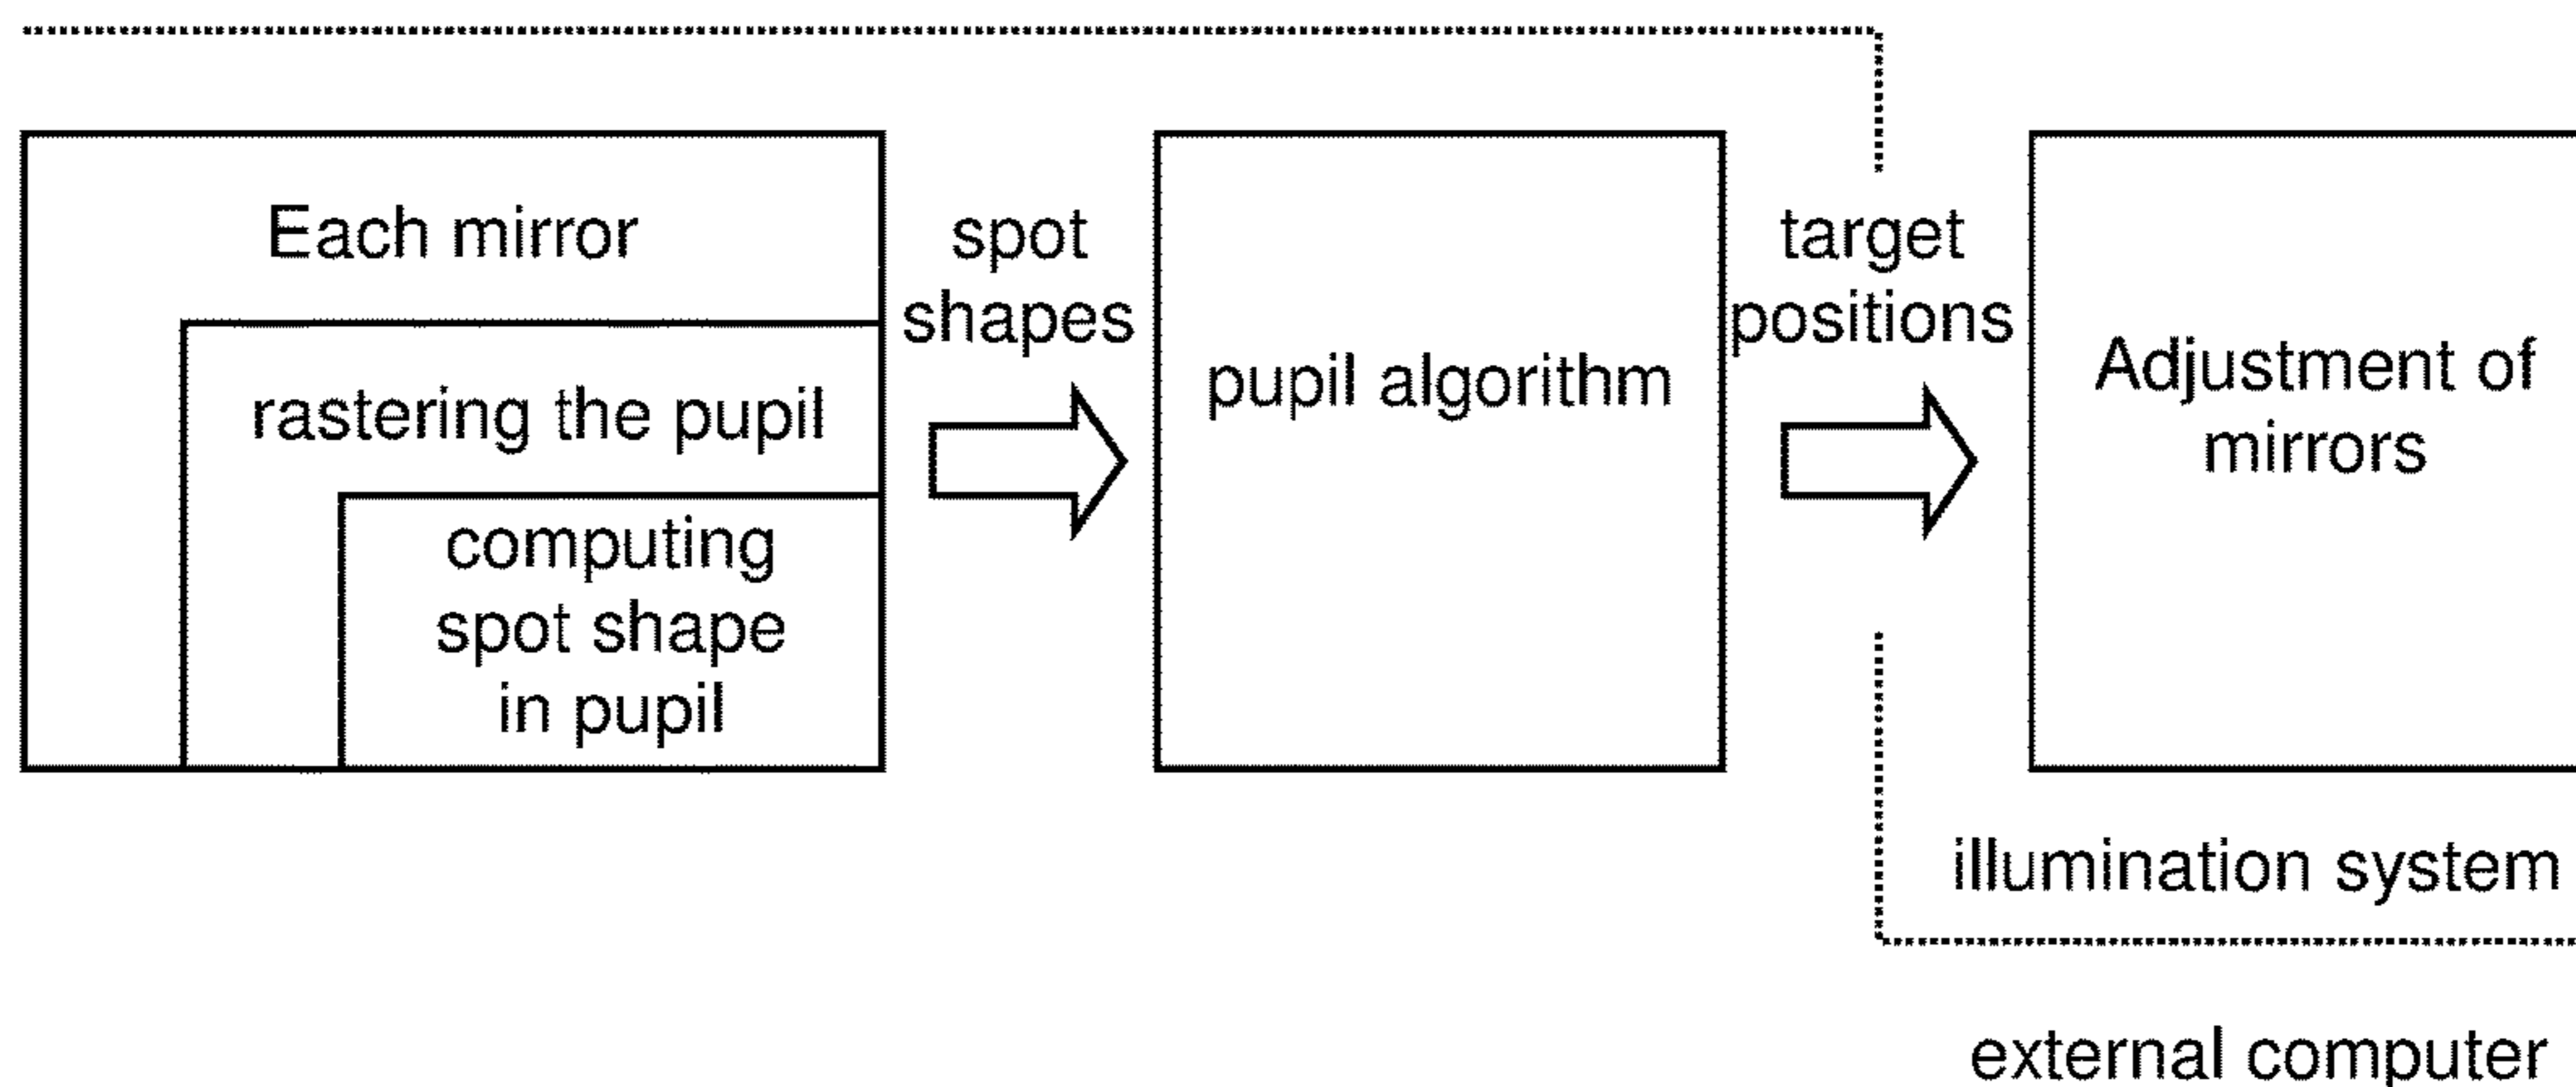 Each mirror
rastering the pupil
computing
spot shape
in pupil
spot
shapes
pupil algorithm
target
positions
Adjustment of
mirrors
illumination system
external computer